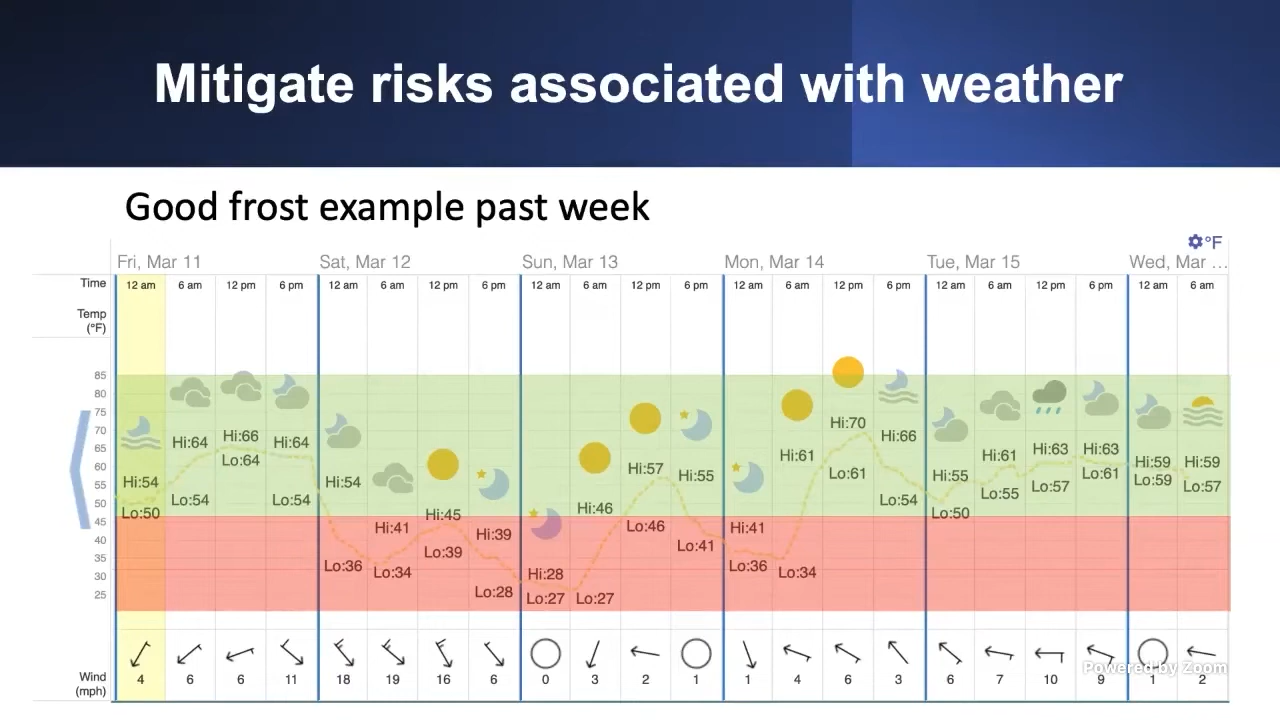 Mitigate risks associated with weather
Good frost example past week
°F
Fri, Mar 11 Sat, Mar 12 Sun, Mar 13 Mon, Mar 14 Tue, Mar 15 Wed, Mar ...
Time 12 am 6 am 12 pm 6 pm 12 am 6 am 12 pm 6 pm 12 am 6 am 12 pm 6 pm 12 am 6 am 12 pm 6 pm 12 am 6 am 12 pm 6 pm 12 am 6 am
Temp
(°F)
85
80
75
70
65
60
55
50
45
40
35
30
25
Hi:54 Hi:64 Hi:66 Hi:64 Hi:54 Hi:41 Hi:45 Hi:39 Hi:28 Hi:46 Hi:57 Hi:55 Hi:41 Hi:61 Hi:70 Hi:66 Hi:55 Hi:61 Hi:63 Hi:63 Hi:59 Hi:59
Lo:50 Lo:54 Lo:64 Lo:54 Lo:36 Lo:34 Lo:39 Lo:28 Lo:27 Lo:27 Lo:46 Lo:41 Lo:36 Lo:34 Lo:61 Lo:54 Lo:50 Lo:55 Lo:57 Lo:61 Lo:59 Lo:57
Wind
(mph)
4 6 6 11 18 19 16 6 0 3 2 1 1 4 6 3 6 7 10 9 1 2
Powered by Zoom